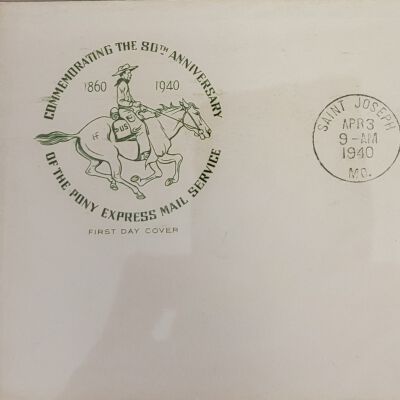 COMMEMORATING THE 80TH ANNIVERSARY
1860 1940
US
OF THE PONY EXPRESS MAIL SERVICE
FIRST DAY COVER
SAINT JOSEPH
APR 3
9-AM
1940
MO.